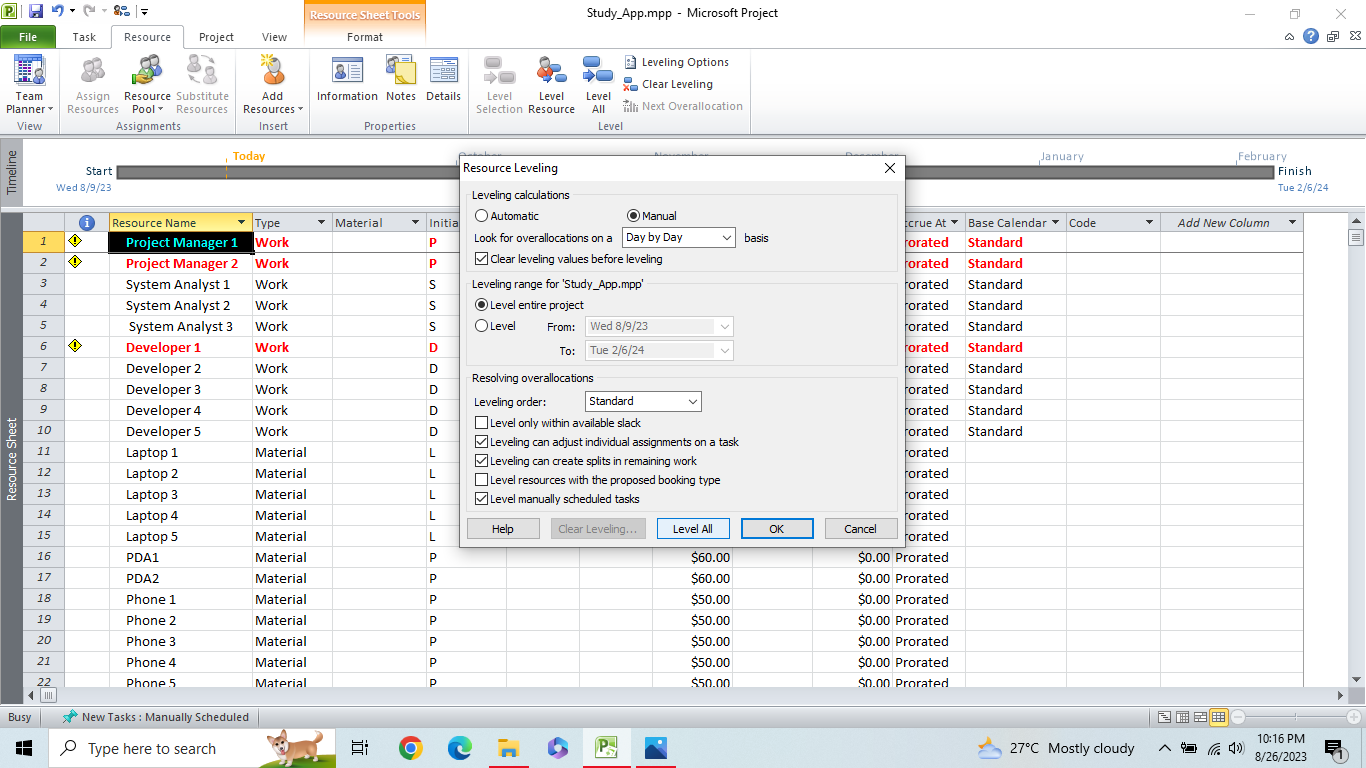 Resource Sheet Tools
Study_App.mpp - Microsoft Project
File Task Resource Project View Format
Team Planner
Assign Resources
Resource Pool
Substitute Resources
Add Resources
Information
Notes
Details
Level Selection
Level Resource
Level All
Leveling Options
Clear Leveling
Next Overallocation
View Assignments Insert Properties Level
Timeline
Today
January
February
Start
Wed 8/9/23
Finish
Tue 2/6/24
Resource Leveling
Leveling calculations
Automatic Manual
Look for overallocations on a Day by Day basis
Clear leveling values before leveling
Leveling range for 'Study_App.mpp'
Level entire project
Level From: Wed 8/9/23
To: Tue 2/6/24
Resolving overallocations
Leveling order: Standard
Level only within available slack
Leveling can adjust individual assignments on a task
Leveling can create splits in remaining work
Level resources with the proposed booking type
Level manually scheduled tasks
Help Clear Leveling... Level All OK Cancel
Resource Sheet
Resource Name Type Material Initia ccrue At Base Calendar Code Add New Column
1 Project Manager 1 Work P rorated Standard
2 Project Manager 2 Work P rorated Standard
3 System Analyst 1 Work S rorated Standard
4 System Analyst 2 Work S rorated Standard
5 System Analyst 3 Work S rorated Standard
6 Developer 1 Work D rorated Standard
7 Developer 2 Work D rorated Standard
8 Developer 3 Work D rorated Standard
9 Developer 4 Work D rorated Standard
10 Developer 5 Work D rorated Standard
11 Laptop 1 Material L rorated
12 Laptop 2 Material L rorated
13 Laptop 3 Material L rorated
14 Laptop 4 Material L rorated
15 Laptop 5 Material L rorated
16 PDA1 Material P $60.00 $0.00 Prorated
17 PDA2 Material P $60.00 $0.00 Prorated
18 Phone 1 Material P $50.00 $0.00 Prorated
19 Phone 2 Material P $50.00 $0.00 Prorated
20 Phone 3 Material P $50.00 $0.00 Prorated
21 Phone 4 Material P $50.00 $0.00 Prorated
22 Phone 5 Material P $50.00 $0.00 Prorated
Busy New Tasks : Manually Scheduled
Type here to search
27°C Mostly cloudy
10:16 PM
8/26/2023
1